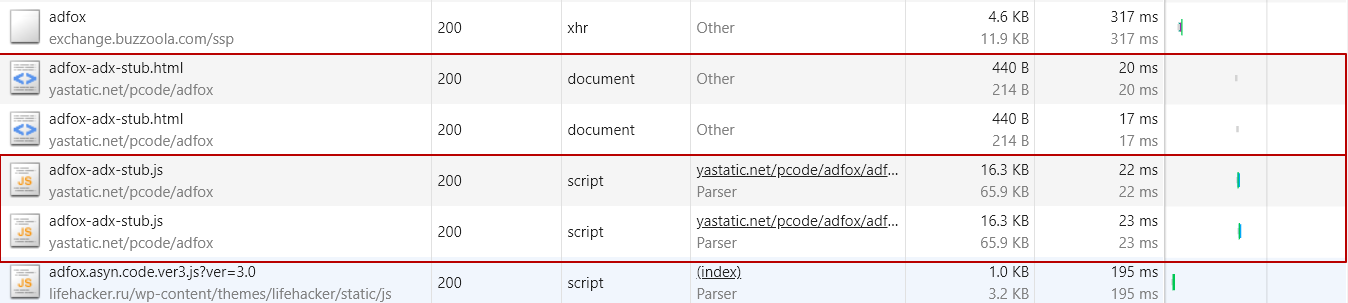 adfox
exchange.buzzoola.com/ssp
200
xhr
Other
4.6 KB
11.9 KB
317 ms
317 ms
adfox-adx-stub.html
yastatic.net/pcode/adfox
200
document
Other
440 B
214 B
20 ms
20 ms
adfox-adx-stub.html
yastatic.net/pcode/adfox
200
document
Other
440 B
214 B
17 ms
17 ms
JS
adfox-adx-stub.js
yastatic.net/pcode/adfox
200
script
yastatic.net/pcode/adfox/adf...
Parser
16.3 KB
65.9 KB
22 ms
22 ms
JS
adfox-adx-stub.js
yastatic.net/pcode/adfox
200
script
yastatic.net/pcode/adfox/adf...
Parser
16.3 KB
65.9 KB
23 ms
23 ms
JS
adfox.asyn.code.ver3.js?ver=3.0
lifehacker.ru/wp-content/themes/lifehacker/static/js
200
script
(index)
Parser
1.0 KB
3.2 KB
195 ms
195 ms